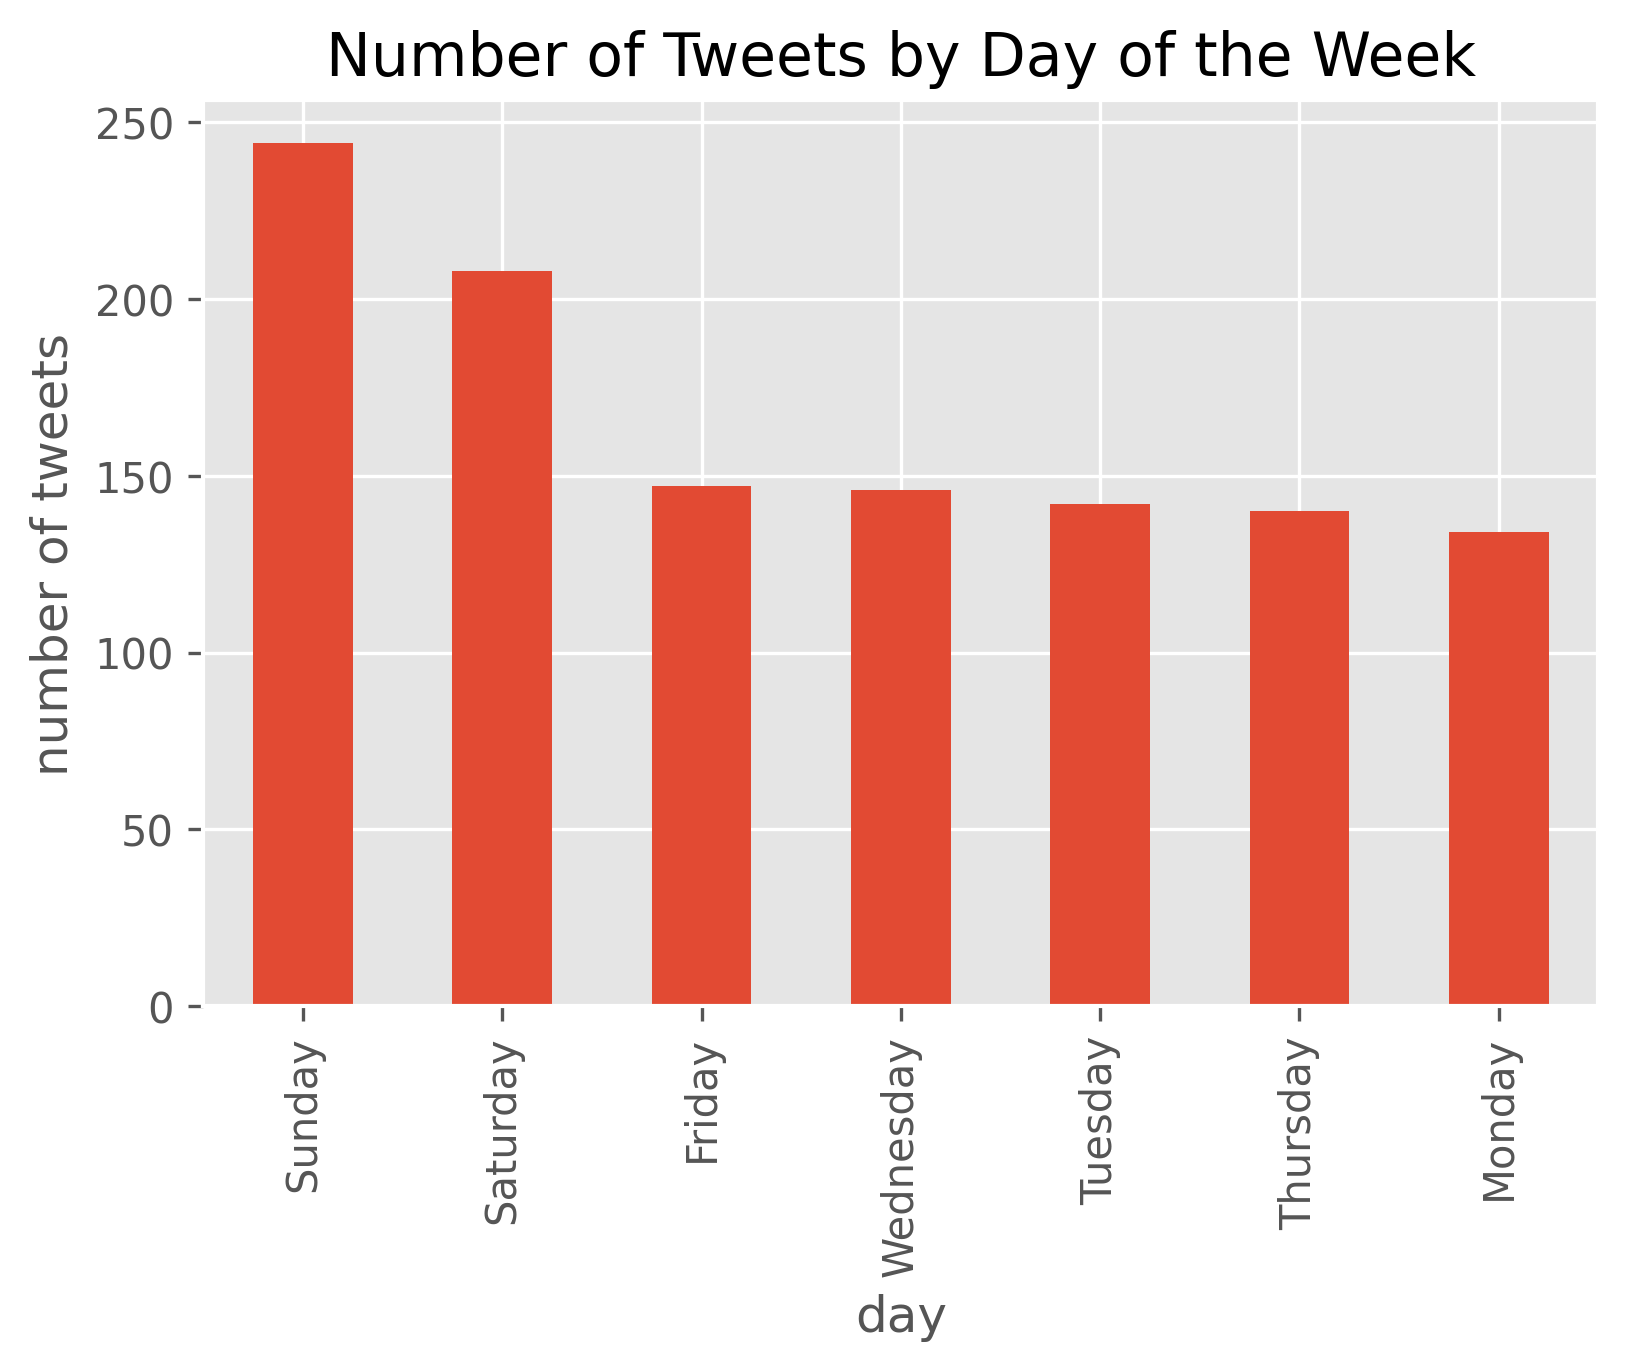 Number of Tweets by Day of the Week
number of tweets
250
200
150
100
50
0
Sunday
Saturday
Friday
Wednesday
Tuesday
Thursday
Monday
day